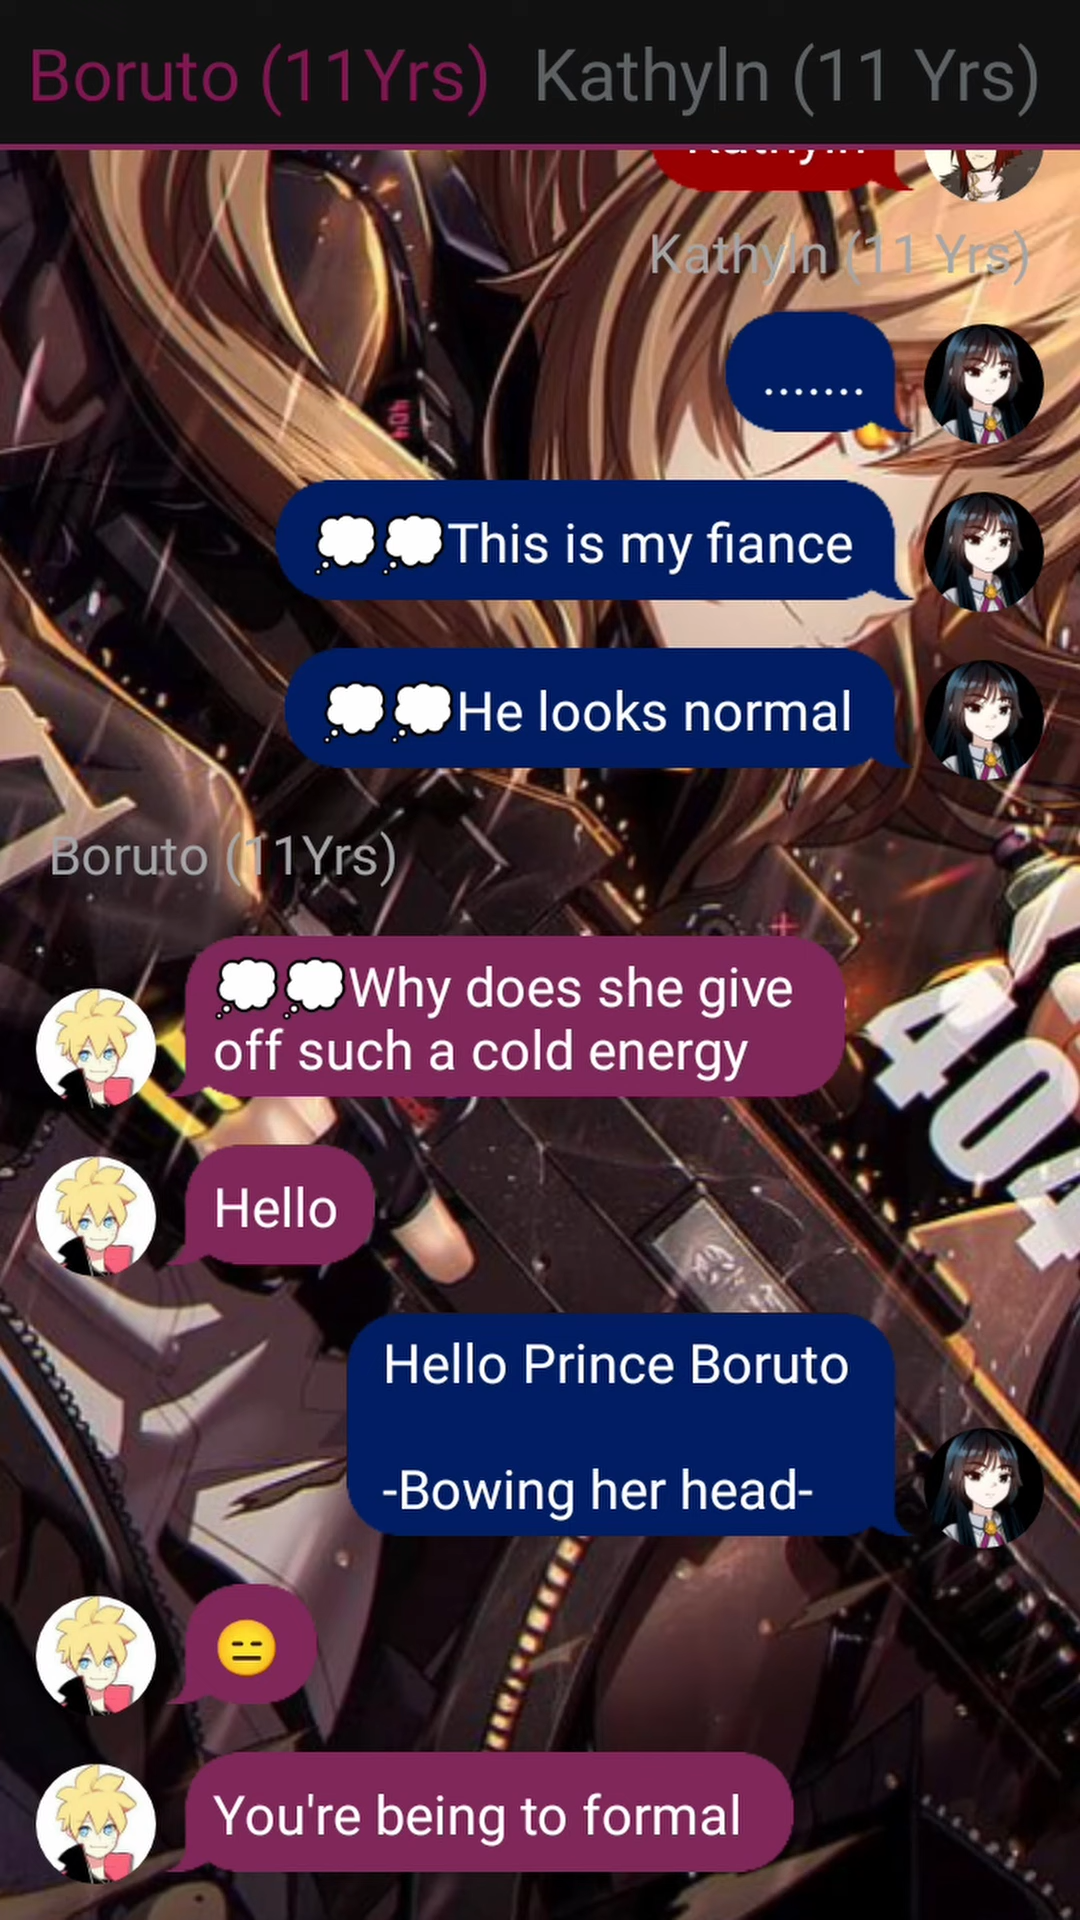 Boruto (11Yrs) Kathyln (11 Yrs)
Kathyln
Kathyln (11 Yrs)
.......
💭💭This is my fiance
💭💭He looks normal
Boruto (11Yrs)
💭💭Why does she give
off such a cold energy
Hello
Hello Prince Boruto
-Bowing her head-
😑
You're being to formal
404